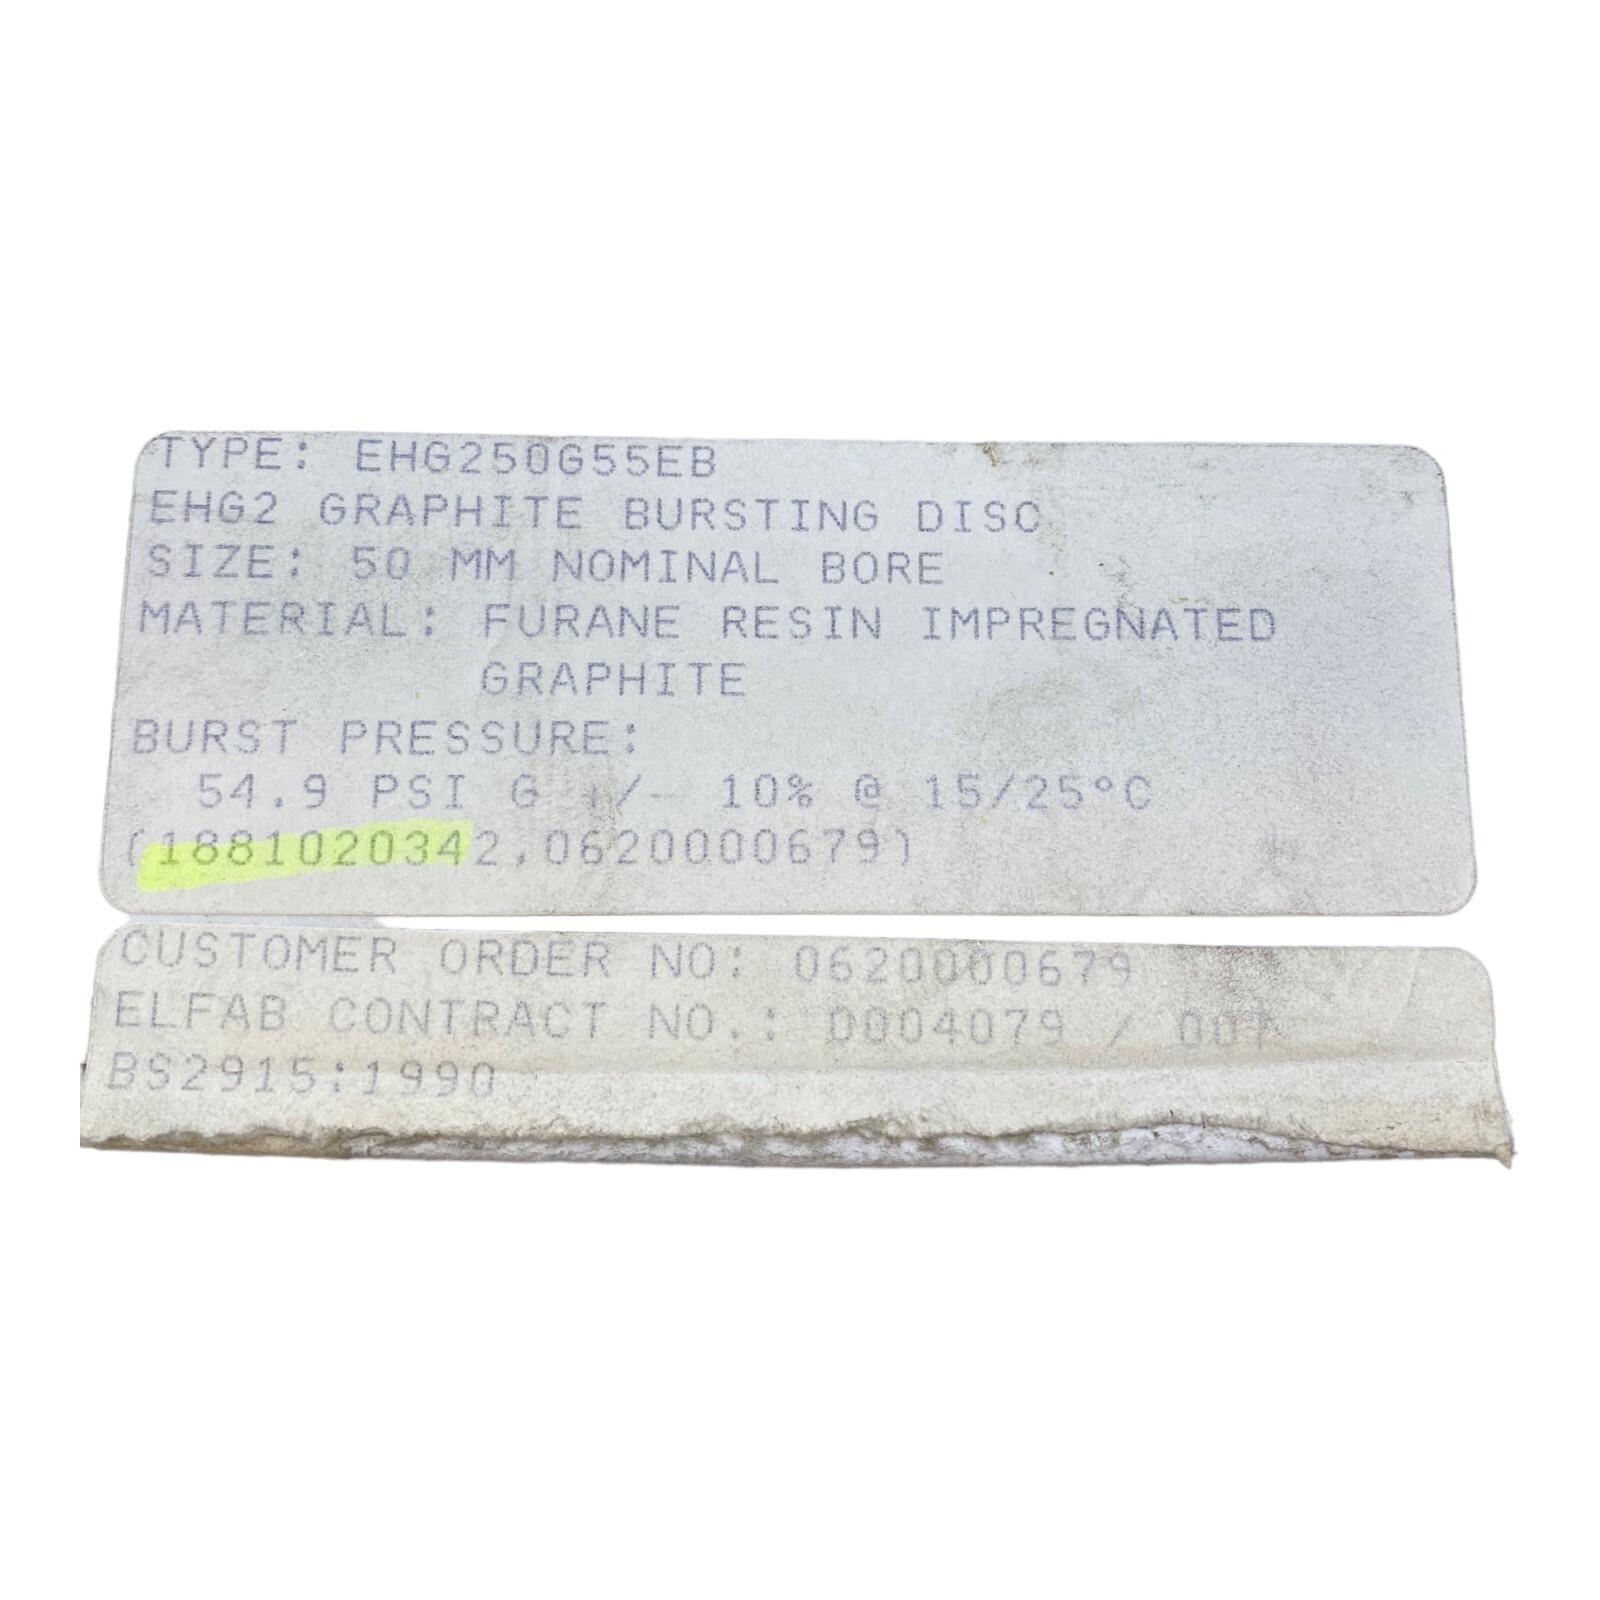 TYPE: EHG250G55EB
EHG2 GRAPHITE BURSTING DISC
SIZE: 50 MM NOMINAL BORE
MATERIAL: FURANE RESIN IMPREGNATED
GRAPHITE
BURST PRESSURE:
54.9 PSI G +/- 10% @ 15/25°C
(1881020342,0620000679)
CUSTOMER ORDER NO: 0620000679
ELFAB CONTRACT NO.: D004079 / 001
BS2915:1990